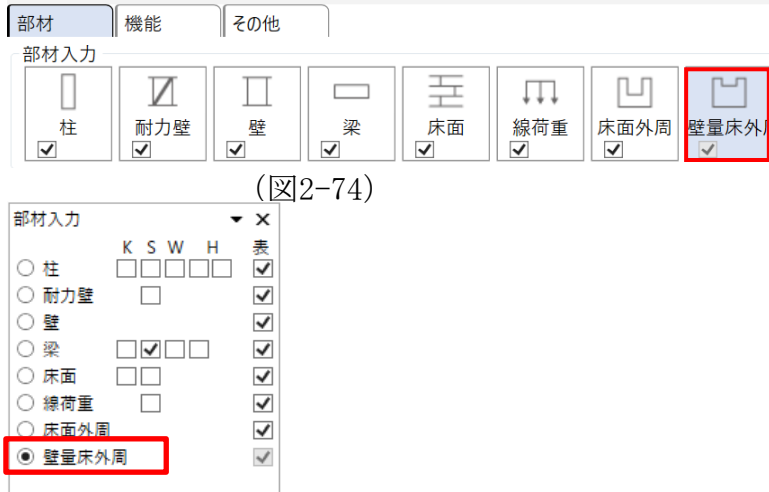 部材 機能 その他
部材入力
柱 耐力壁 壁 梁 床面 線荷重 床面外周 壁量床外
(図2-74)
部材入力
K S W H 表
柱
耐力壁
壁
梁
床面
線荷重
床面外周
壁量床外周